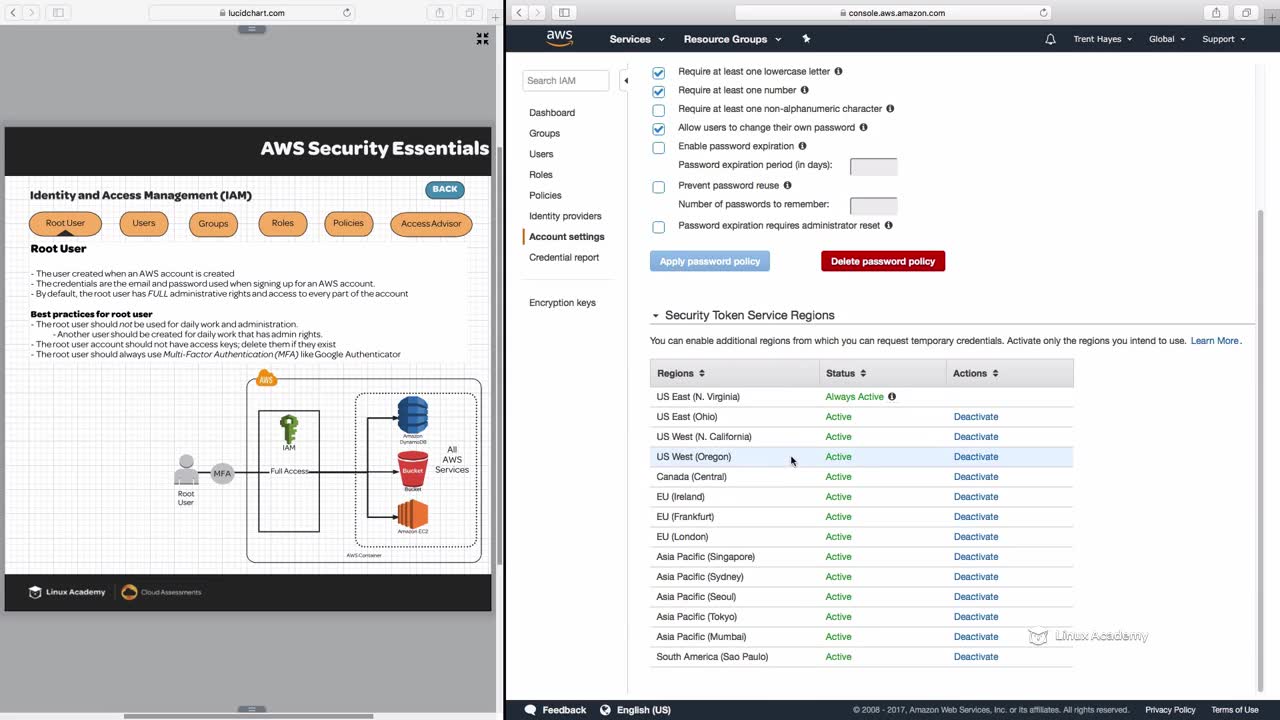 lucidchart.com
AWS Security Essentials
Identity and Access Management (IAM)
BACK
Root User
Users
Groups
Roles
Policies
Access Advisor
Root User
- The user created when an AWS account is created
- The credentials are the email and password used when signing up for an AWS account.
- By default, the root user has FULL administrative rights and access to every part of the account
Best practices for root user
- The root user should not be used for daily work and administration.
- Another user should be created for daily work that has admin rights.
- The root user account should not have access keys; delete them if they exist
- The root user should always use Multi-Factor Authentication (MFA) like Google Authenticator
AWS
IAM
Amazon
DynamoDB
All
AWS
Services
MFA
Full Access
Bucket
Bucket
Root
User
Amazon EC2
AWS Container
Linux Academy
Cloud Assessments
console.aws.amazon.com
aws
Services
Resource Groups
Trent Hayes
Global
Support
Search IAM
Dashboard
Groups
Users
Roles
Policies
Identity providers
Account settings
Credential report
Encryption keys
Require at least one lowercase letter
Require at least one number
Require at least one non-alphanumeric character
Allow users to change their own password
Enable password expiration
Password expiration period (in days):
Prevent password reuse
Number of passwords to remember:
Password expiration requires administrator reset
Apply password policy
Delete password policy
Security Token Service Regions
You can enable additional regions from which you can request temporary credentials. Activate only the regions you intend to use. Learn More.
Regions Status Actions
US East (N. Virginia) Always Active
US East (Ohio) Active Deactivate
US West (N. California) Active Deactivate
US West (Oregon) Active Deactivate
Canada (Central) Active Deactivate
EU (Ireland) Active Deactivate
EU (Frankfurt) Active Deactivate
EU (London) Active Deactivate
Asia Pacific (Singapore) Active Deactivate
Asia Pacific (Sydney) Active Deactivate
Asia Pacific (Seoul) Active Deactivate
Asia Pacific (Tokyo) Active Deactivate
Asia Pacific (Mumbai) Active Deactivate
South America (Sao Paulo) Active Deactivate
Linux Academy
Feedback
English (US)
© 2008 - 2017, Amazon Web Services, Inc. or its affiliates. All rights reserved.
Privacy Policy
Terms of Use